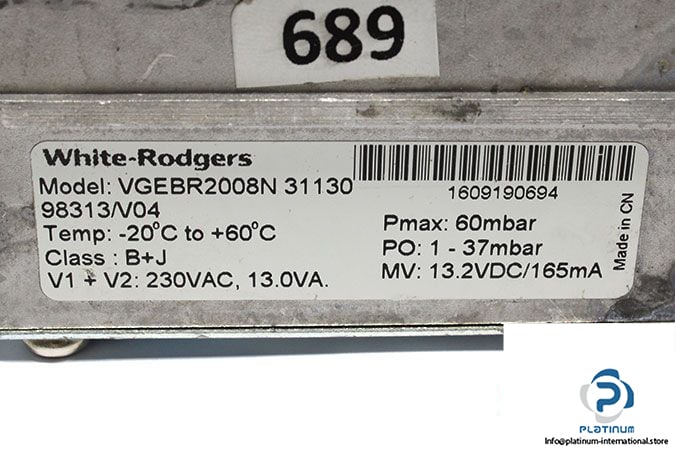 689
White-Rodgers
Model: VGEBR2008N 31130
98313/V04
Temp: -20°C to +60°C
Class : B+J
V1 + V2: 230VAC, 13.0VA.
1609190694
Pmax: 60mbar
PO: 1 - 37mbar
MV: 13.2VDC/165mA
Made in CN
PLATINUM
Info@platinum-international.store